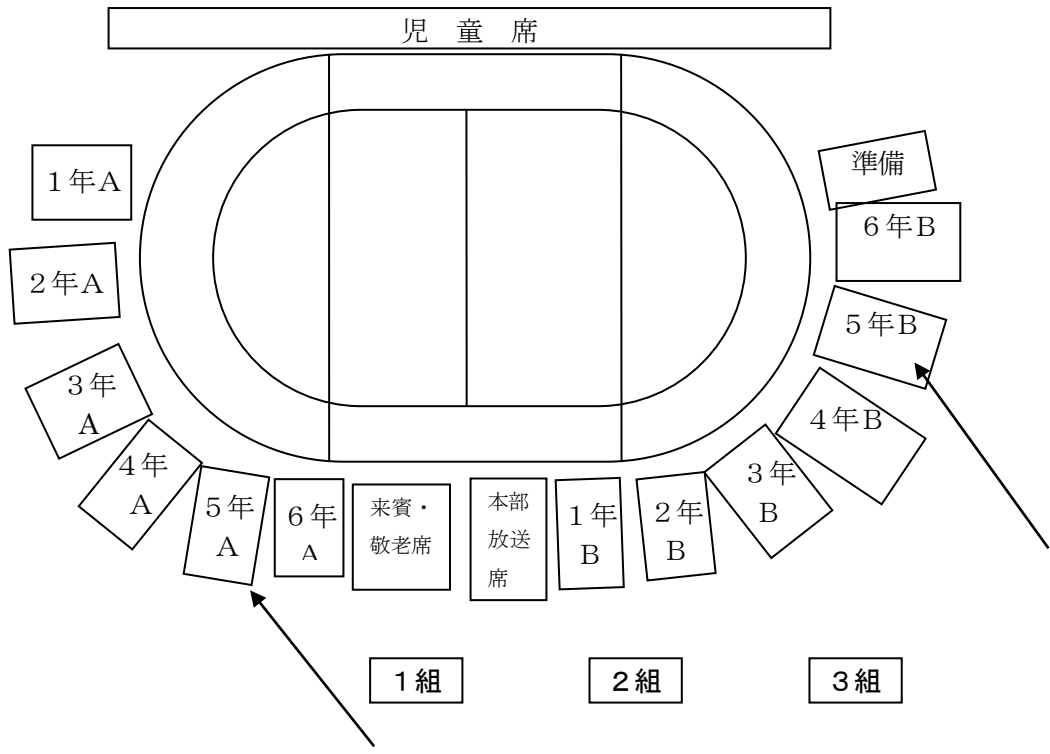 児童席
準備
１年A
６年B
２年A
５年B
３年
A
４年B
４年
A
３年
B
５年
A
６年
A
来賓・
敬老席
本部
放送
席
１年
B
２年
B
１組
２組
３組